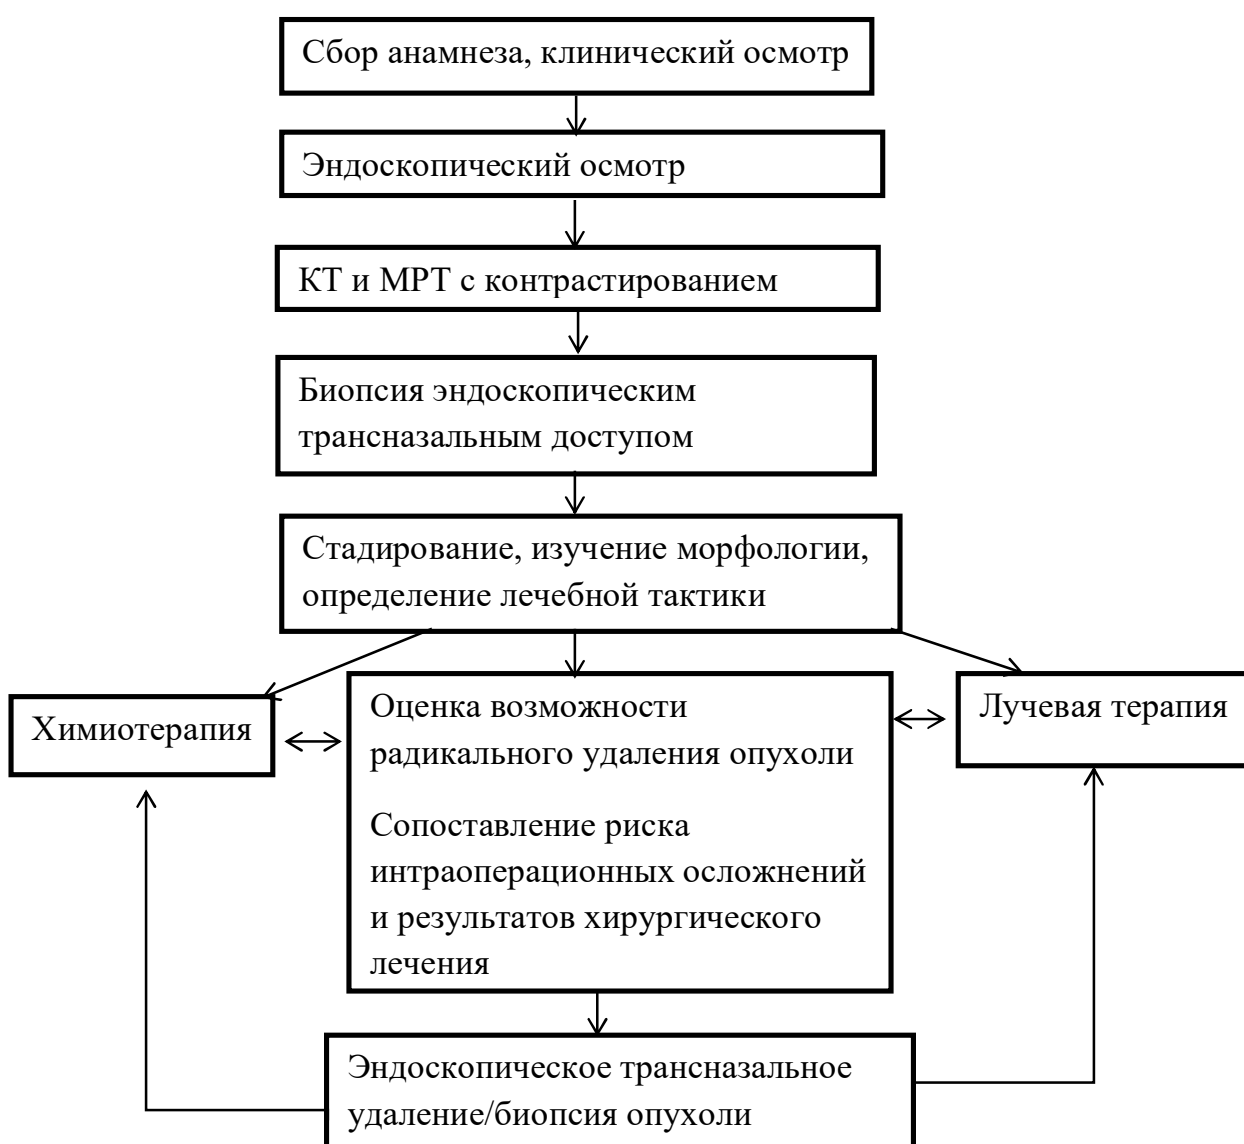 Сбор анамнеза, клинический осмотр
Эндоскопический осмотр
КТ и МРТ с контрастированием
Биопсия эндоскопическим
трансназальным доступом
Стадирование, изучение морфологии,
определение лечебной тактики
Химиотерапия
Оценка возможности
радикального удаления опухоли
Сопоставление риска
интраоперационных осложнений
и результатов хирургического
лечения
Лучевая терапия
Эндоскопическое трансназальное
удаление/биопсия опухоли